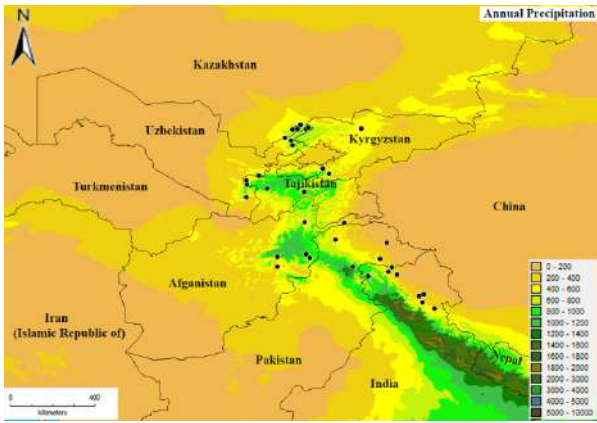 Annual Precipitation
N
Kazakhstan
Uzbekistan
Kyrgyzstan
Turkmenistan
Tajikistan
China
Afganistan
Iran
(Islamic Republic of)
Pakistan
Nepal
India
0 - 200
200 - 400
400 - 600
600 - 800
800 - 1000
1000 - 1200
1200 - 1400
1400 - 1600
1600 - 1800
1800 - 2000
2000 - 3000
3000 - 4000
4000 - 5000
5000 - 10000
0 400
kilometers